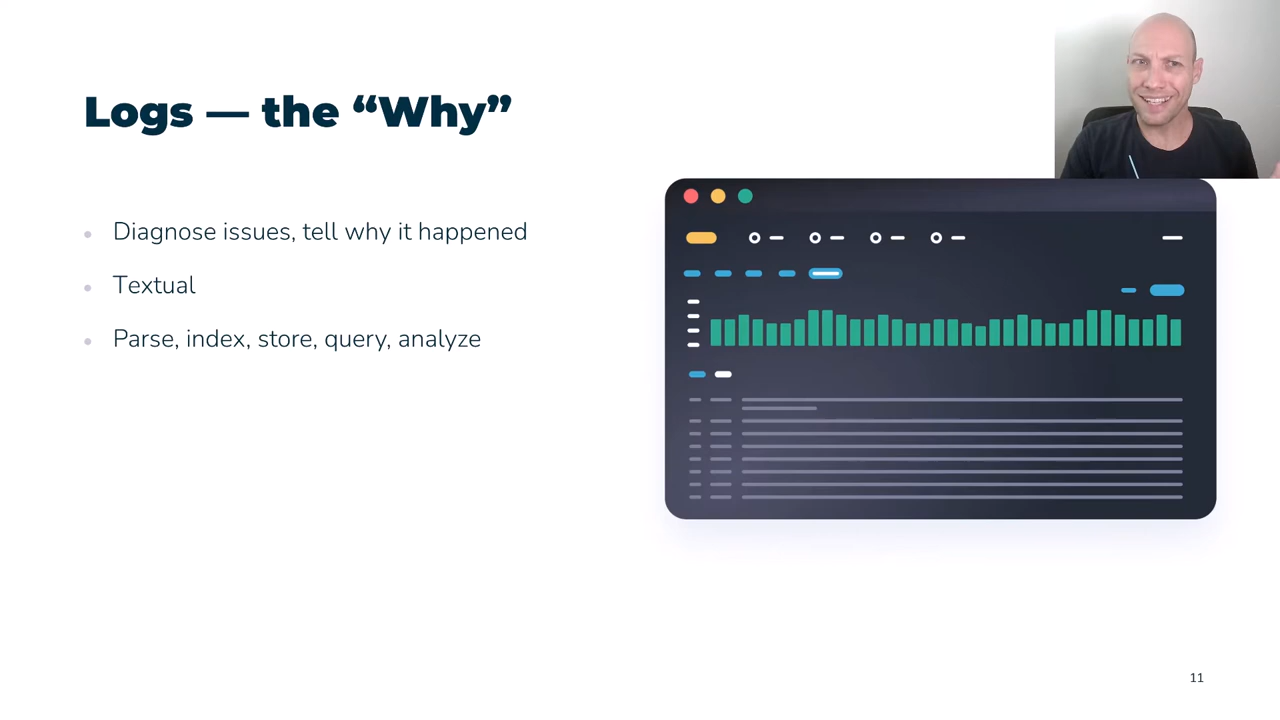 Logs — the “Why”
Diagnose issues, tell why it happened
Textual
Parse, index, store, query, analyze
11